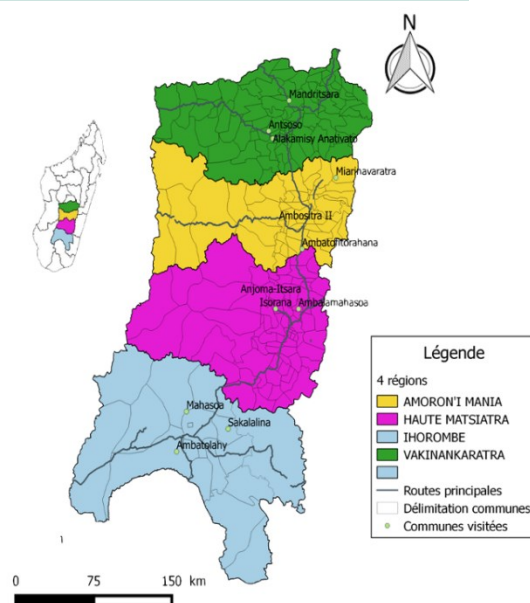 N
Mandritsara
Antsoso
Alakamisy Anativato
Miarinavaratra
Ambositra II
Ambatofitorahana
Anjoma-Itsara
Isorana
Ambalamahasoa
Mahasoa
Sakalalina
Ambatolahy
Légende
4 régions
AMORON'I MANIA
HAUTE MATSIATRA
IHOROMBE
VAKINANKARATRA
Routes principales
Délimitation communes
Communes visitées
0 75 150 km